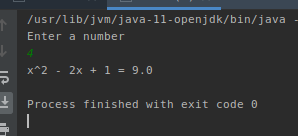 /usr/lib/jvm/java-11-openjdk/bin/java -
Enter a number
4
x^2 - 2x + 1 = 9.0
Process finished with exit code 0